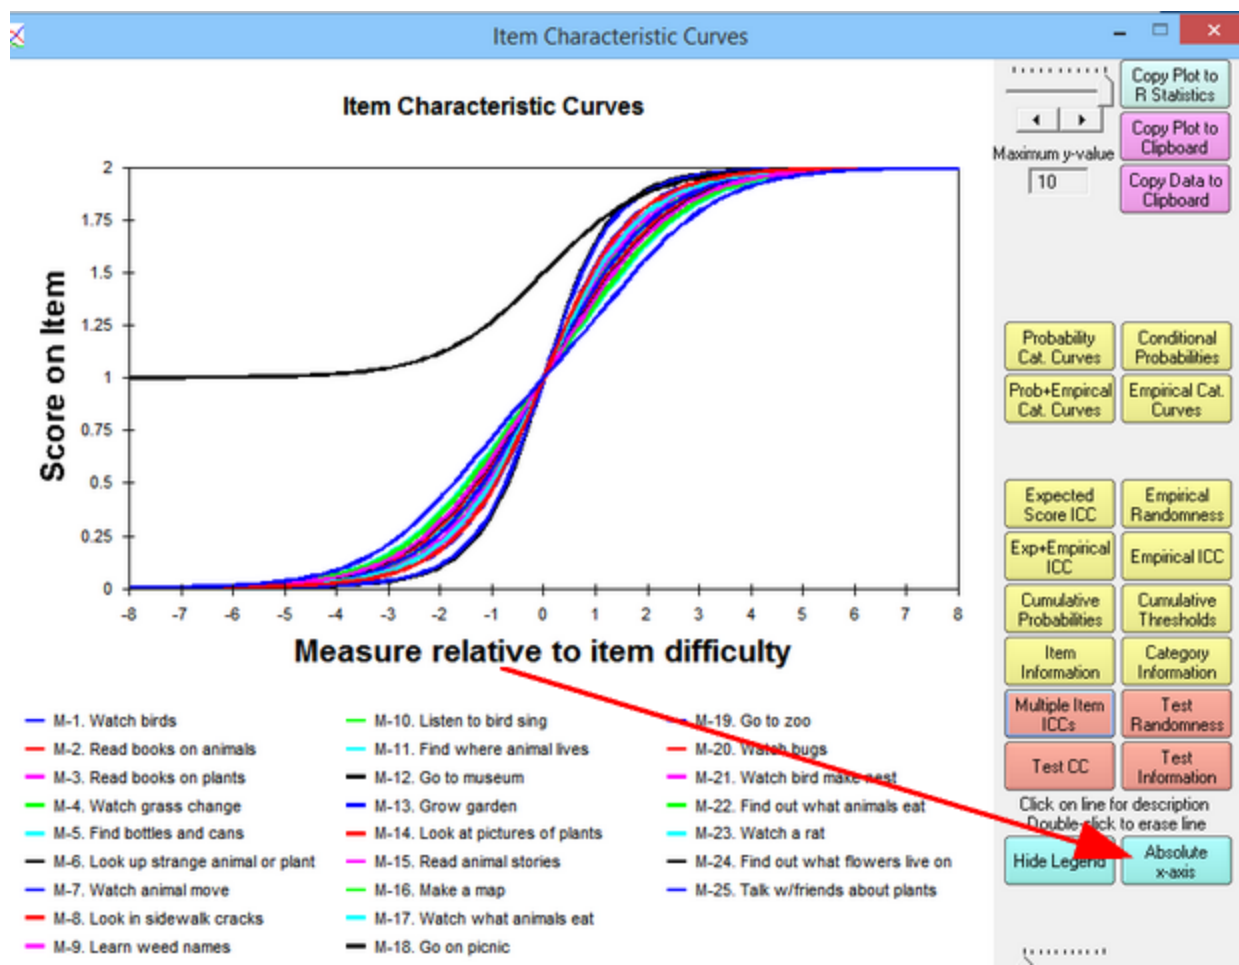 Item Characteristic Curves
Copy Plot to
R Statistics
Copy Plot to
Clipboard
Maximum y-value
10
Copy Data to
Clipboard
Item Characteristic Curves
2
1.75
1.5
1.25
1
0.75
0.5
0.25
0
Score on Item
-8 -7 -6 -5 -4 -3 -2 -1 0 1 2 3 4 5 6 7 8
Measure relative to item difficulty
M-1. Watch birds
M-2. Read books on animals
M-3. Read books on plants
M-4. Watch grass change
M-5. Find bottles and cans
M-6. Look up strange animal or plant
M-7. Watch animal move
M-8. Look in sidewalk cracks
M-9. Learn weed names
M-10. Listen to bird sing
M-11. Find where animal lives
M-12. Go to museum
M-13. Grow garden
M-14. Look at pictures of plants
M-15. Read animal stories
M-16. Make a map
M-17. Watch what animals eat
M-18. Go on picnic
M-19. Go to zoo
M-20. Watch bugs
M-21. Watch bird make nest
M-22. Find out what animals eat
M-23. Watch a rat
M-24. Find out what flowers live on
M-25. Talk w/friends about plants
Probability
Cat. Curves
Conditional
Probabilities
Prob+Empircal
Cat. Curves
Empirical Cat.
Curves
Expected
Score ICC
Empirical
Randomness
Exp+Empirical
ICC
Empirical ICC
Cumulative
Probabilities
Cumulative
Thresholds
Item
Information
Category
Information
Multiple Item
ICCs
Test
Randomness
Test CC
Test
Information
Click on line for description
Double-click to erase line
Hide Legend
Absolute
x-axis